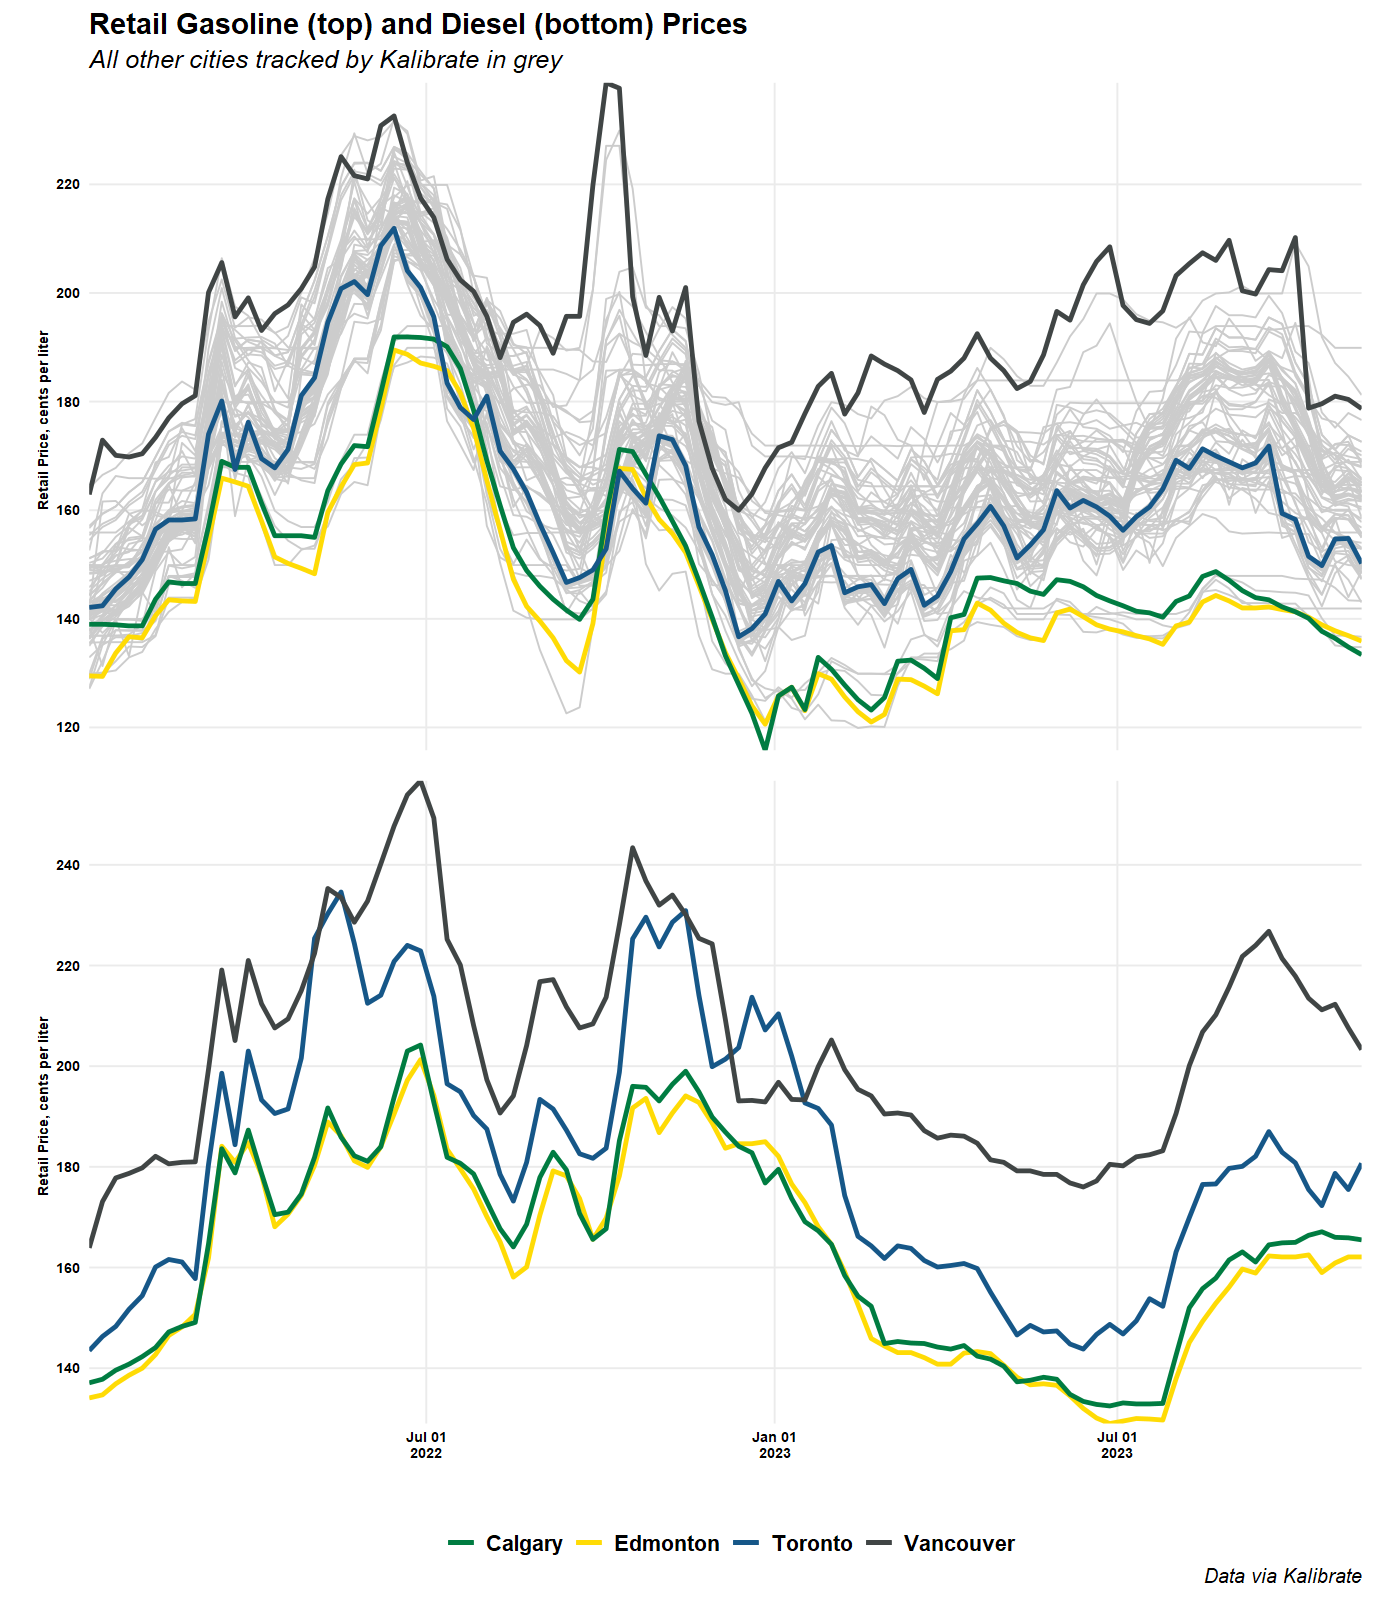 Retail Gasoline (top) and Diesel (bottom) Prices
All other cities tracked by Kalibrate in grey
Retail Price, cents per liter
220
200
180
160
140
120
Retail Price, cents per liter
240
220
200
180
160
140
Jul 01
2022
Jan 01
2023
Jul 01
2023
Calgary
Edmonton
Toronto
Vancouver
Data via Kalibrate